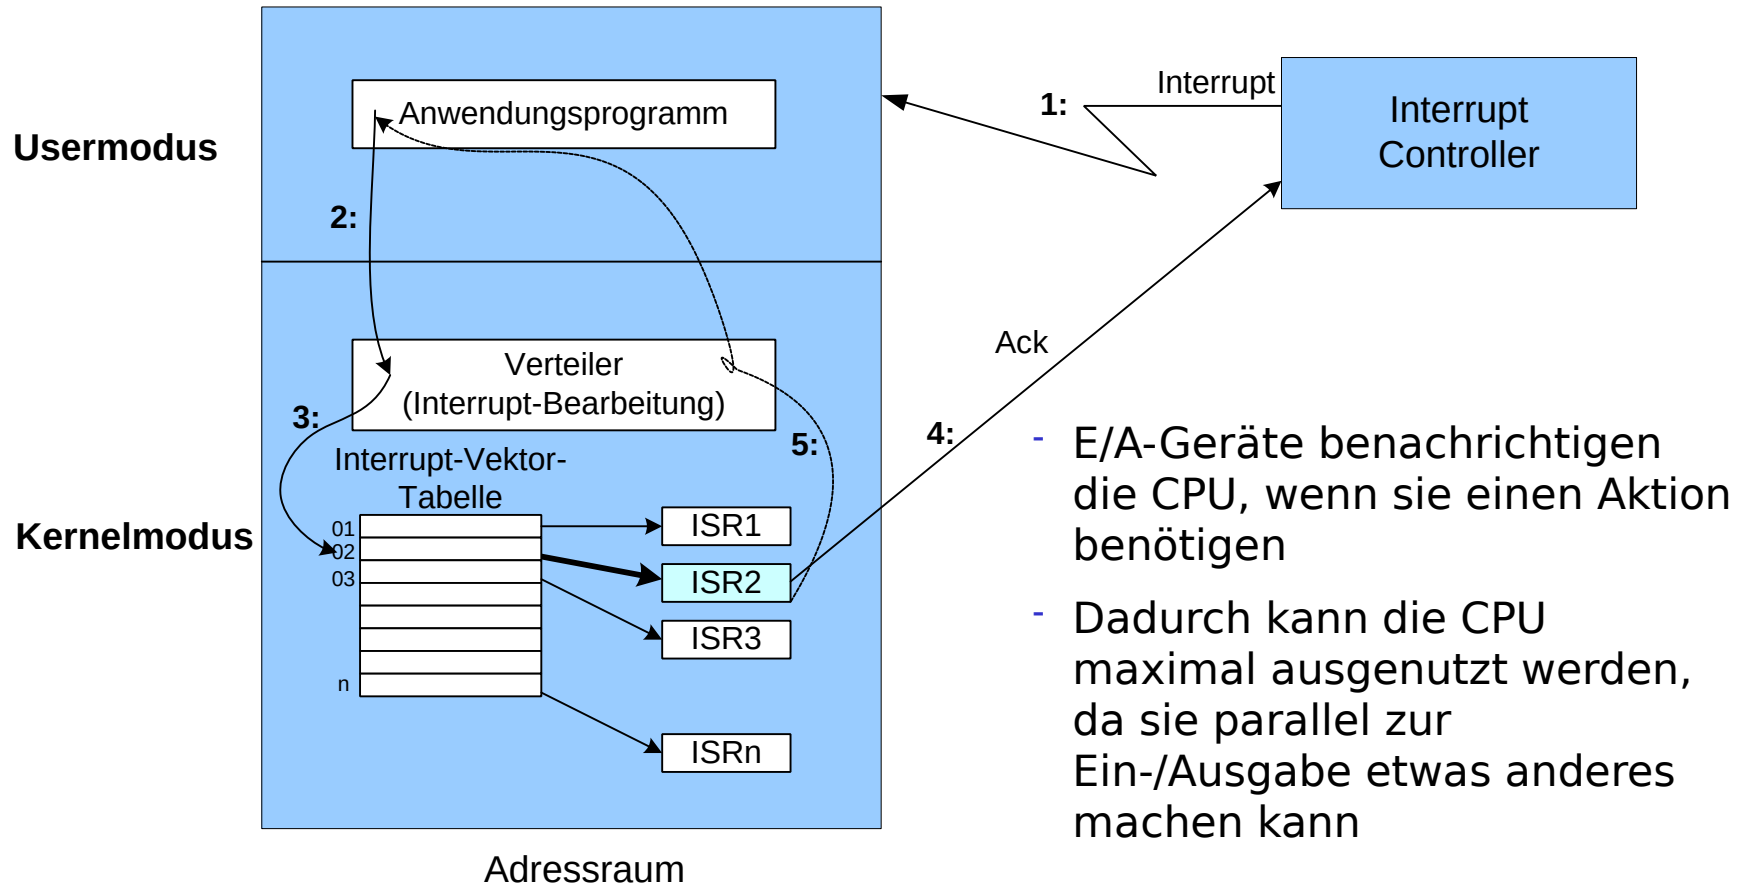 Usermodus
Anwendungsprogramm
2:
1:
Interrupt
Interrupt
Controller
Ack
Kernelmodus
Verteiler
(Interrupt-Bearbeitung)
3:
5:
4:
Interrupt-Vektor-
Tabelle
01
02
03
n
ISR1
ISR2
ISR3
ISRn
Adressraum
- E/A-Geräte benachrichtigen
die CPU, wenn sie einen Aktion
benötigen
- Dadurch kann die CPU
maximal ausgenutzt werden,
da sie parallel zur
Ein-/Ausgabe etwas anderes
machen kann